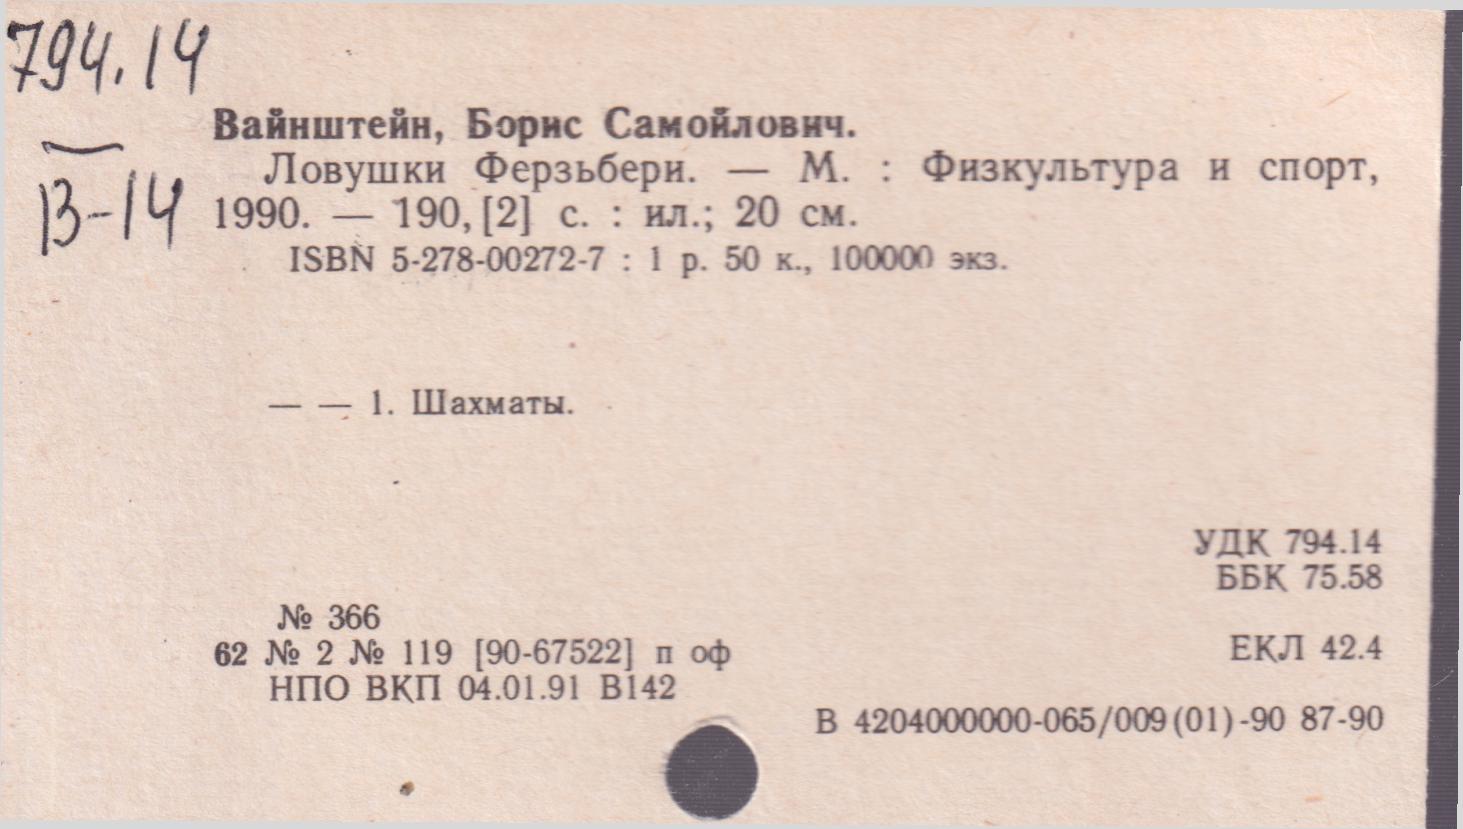 794.14
В-14
Вайнштейн, Борис Самойлович.
Ловушки Ферзьбери. — М. : Физкультура и спорт,
1990. — 190, [2] с. : ил.; 20 см.
ISBN 5-278-00272-7 : 1 р. 50 к., 100000 экз.
— — 1. Шахматы.
УДК 794.14
ББК 75.58
№ 366
62 № 2 № 119 [90-67522] п оф
ЕКЛ 42.4
НПО ВКП 04.01.91 В142
В 4204000000-065/009(01)-90 87-90